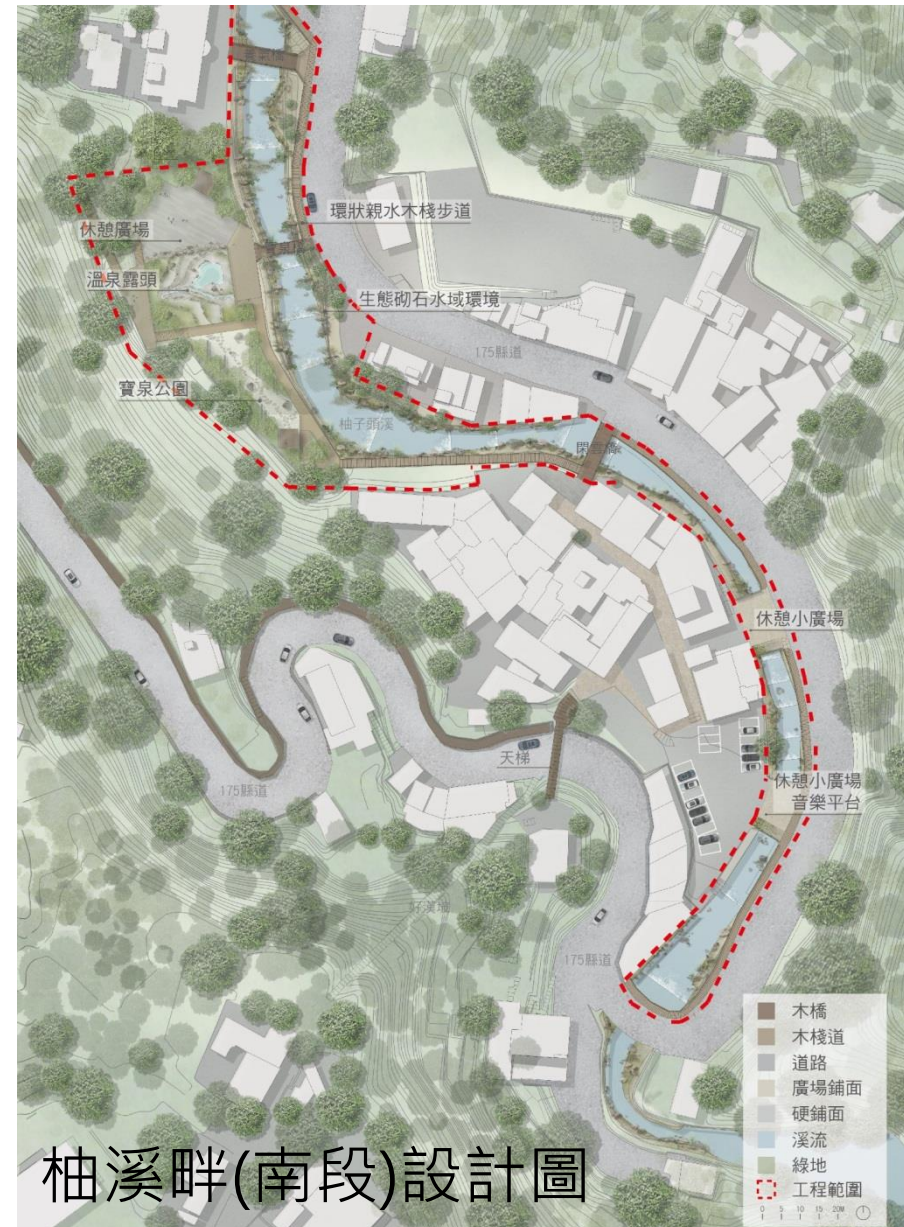 環狀親水木棧步道
休憩廣場
溫泉露頭
生態砌石水域環境
175縣道
寶泉公園
柚子頭溪
休憩小廣場
天梯
休憩小廣場
音樂平台
175縣道
175縣道
木橋
木棧道
道路
廣場鋪面
硬鋪面
溪流
綠地
工程範圍
0 5 10 15 20M
柚溪畔(南段)設計圖